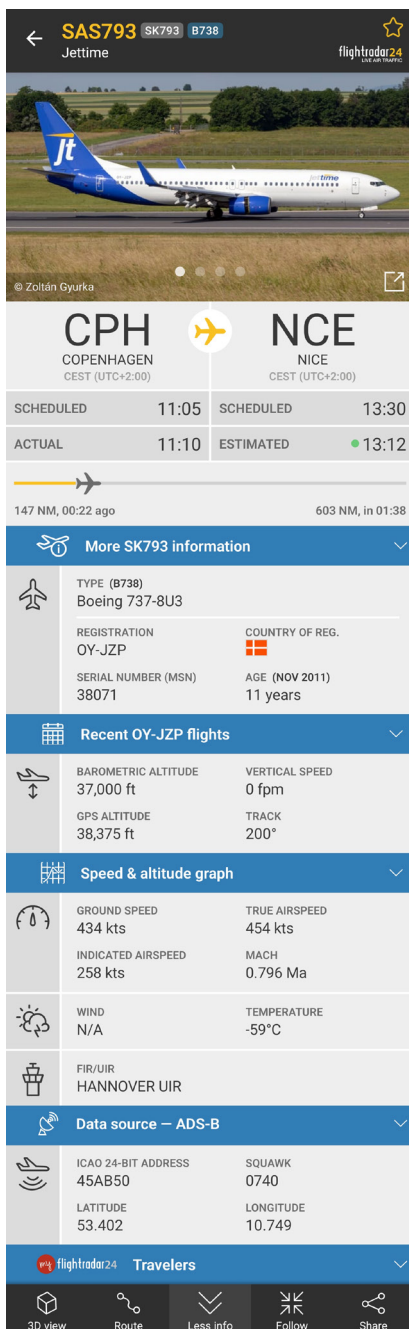 SAS793 SK793 B738
Jettime
flightradar24
LIVE AIR TRAFFIC
Jt
jettime
© Zoltán Gyurka
CPH NCE
COPENHAGEN NICE
CEST (UTC+2:00) CEST (UTC+2:00)
SCHEDULED 11:05 SCHEDULED 13:30
ACTUAL 11:10 ESTIMATED 13:12
147 NM, 00:22 ago 603 NM, in 01:38
More SK793 information
TYPE (B738)
Boeing 737-8U3
REGISTRATION COUNTRY OF REG.
OY-JZP
SERIAL NUMBER (MSN) AGE (NOV 2011)
38071 11 years
Recent OY-JZP flights
BAROMETRIC ALTITUDE VERTICAL SPEED
37,000 ft 0 fpm
GPS ALTITUDE TRACK
38,375 ft 200°
Speed & altitude graph
GROUND SPEED TRUE AIRSPEED
434 kts 454 kts
INDICATED AIRSPEED MACH
258 kts 0.796 Ma
WIND TEMPERATURE
N/A -59°C
FIR/UIR
HANNOVER UIR
Data source – ADS-B
ICAO 24-BIT ADDRESS SQUAWK
45AB50 0740
LATITUDE LONGITUDE
53.402 10.749
my flightradar24 Travelers
3D view Route Less info Follow Share